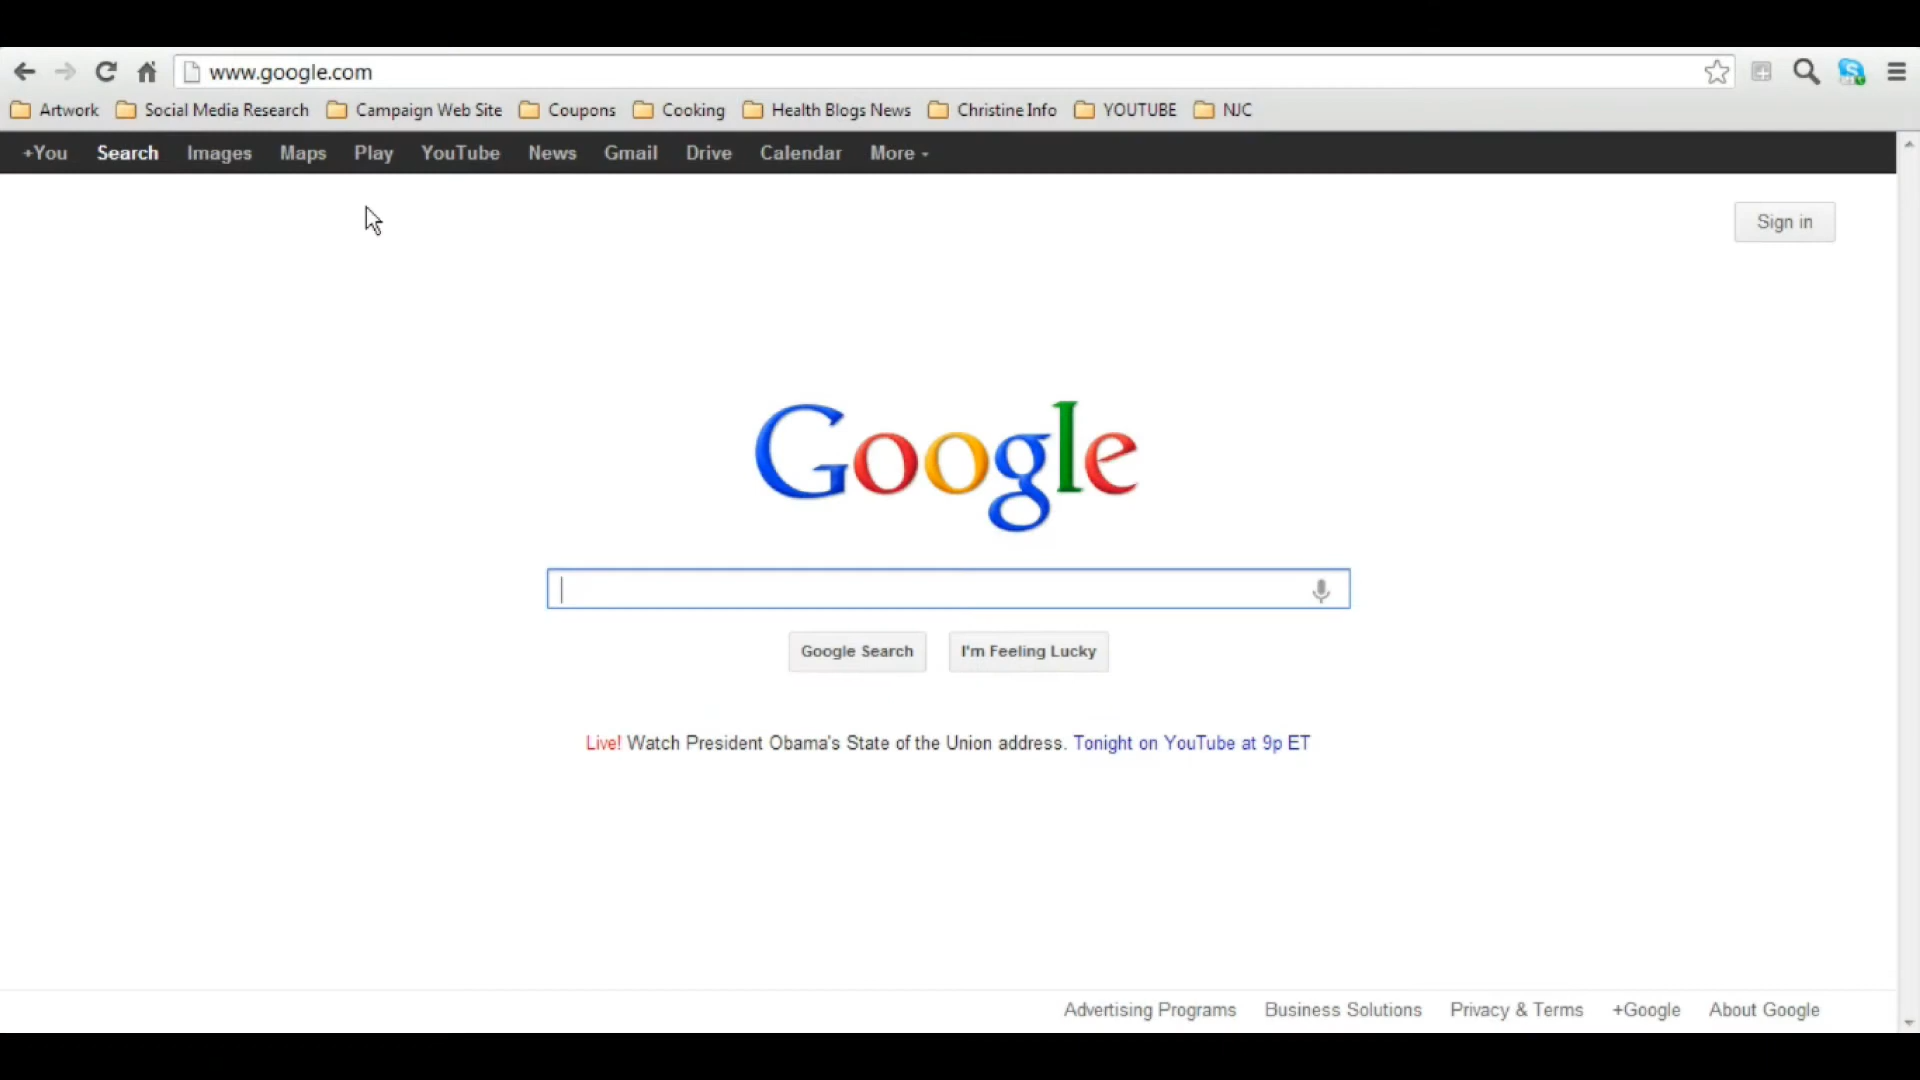 www.google.com
Artwork Social Media Research Campaign Web Site Coupons Cooking Health Blogs News Christine Info YOUTUBE NJC
+You Search Images Maps Play YouTube News Gmail Drive Calendar More
Sign in
Google
Google Search I'm Feeling Lucky
Live! Watch President Obama's State of the Union address. Tonight on YouTube at 9p ET
Advertising Programs Business Solutions Privacy & Terms +Google About Google